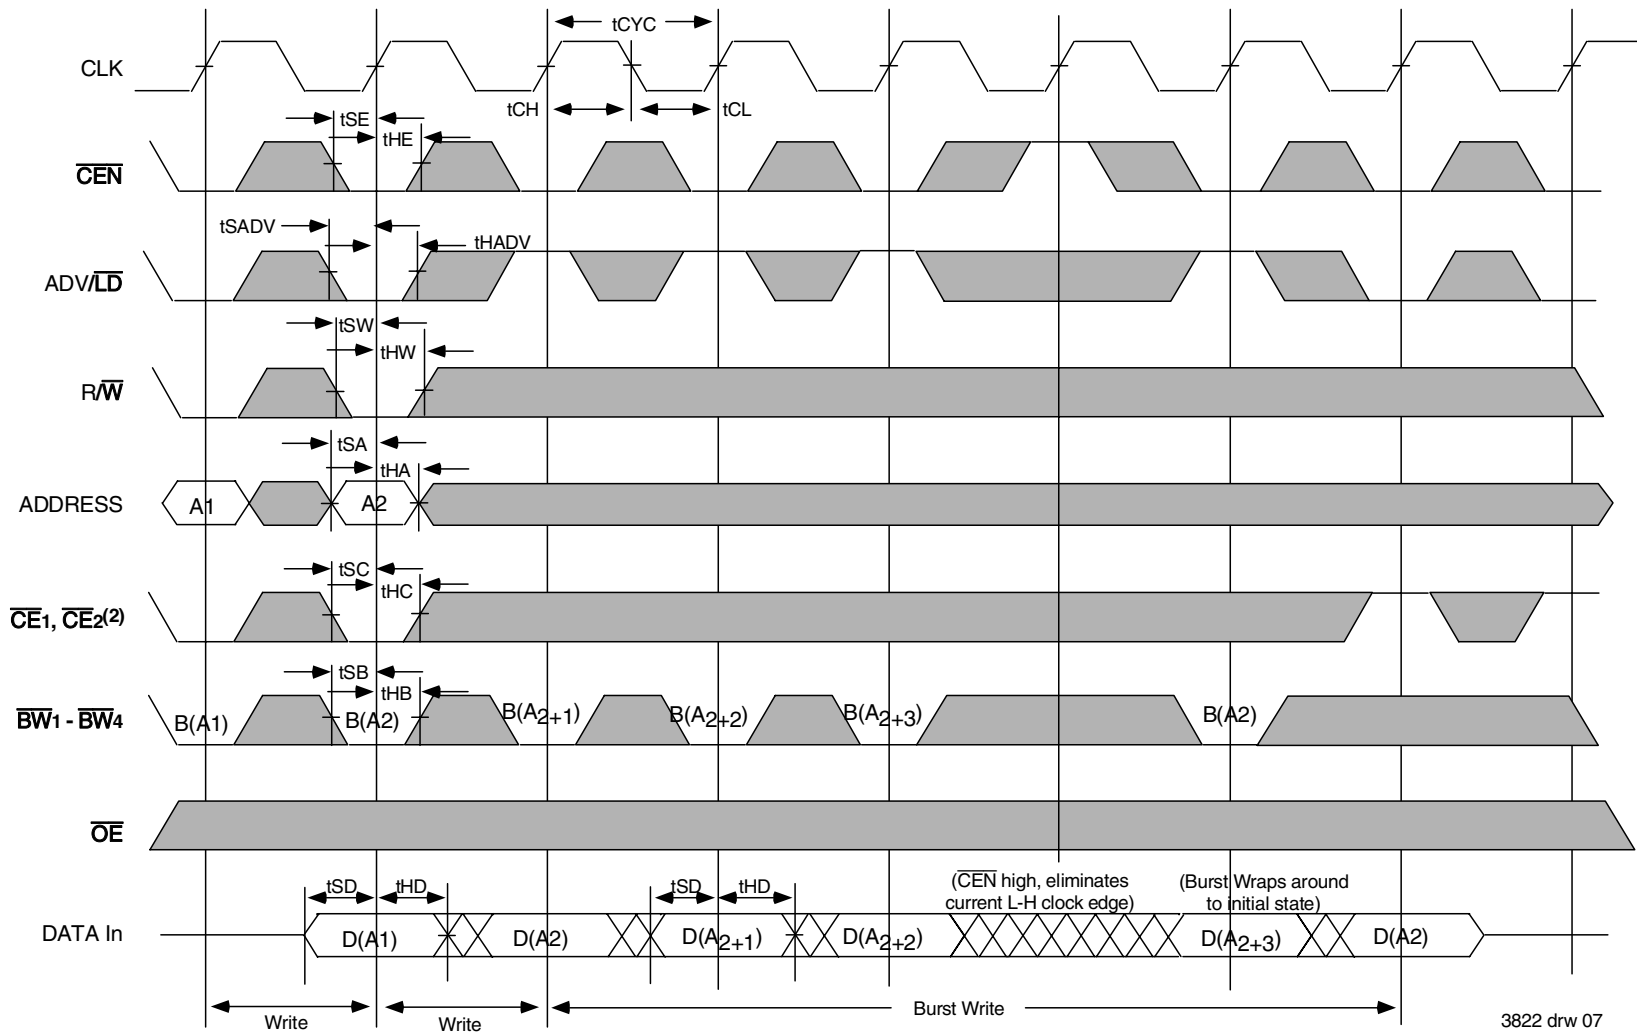 tCYC
CLK
tCH
tCL
tSE
tHE
CEN
tSADV
tHADV
ADV/LD
tSW
tHW
R/W
tSA
tHA
ADDRESS
A1
A2
tSC
tHC
CE1, CE2(2)
tSB
tHB
BW1 - BW4
B(A1)
B(A2)
B(A2+1)
B(A2+2)
B(A2+3)
B(A2)
OE
tSD
tHD
tSD
tHD
(CEN high, eliminates
current L-H clock edge)
(Burst Wraps around
to initial state)
DATA In
D(A1)
D(A2)
D(A2+1)
D(A2+2)
D(A2+3)
D(A2)
Write
Write
Burst Write
3822 drw 07